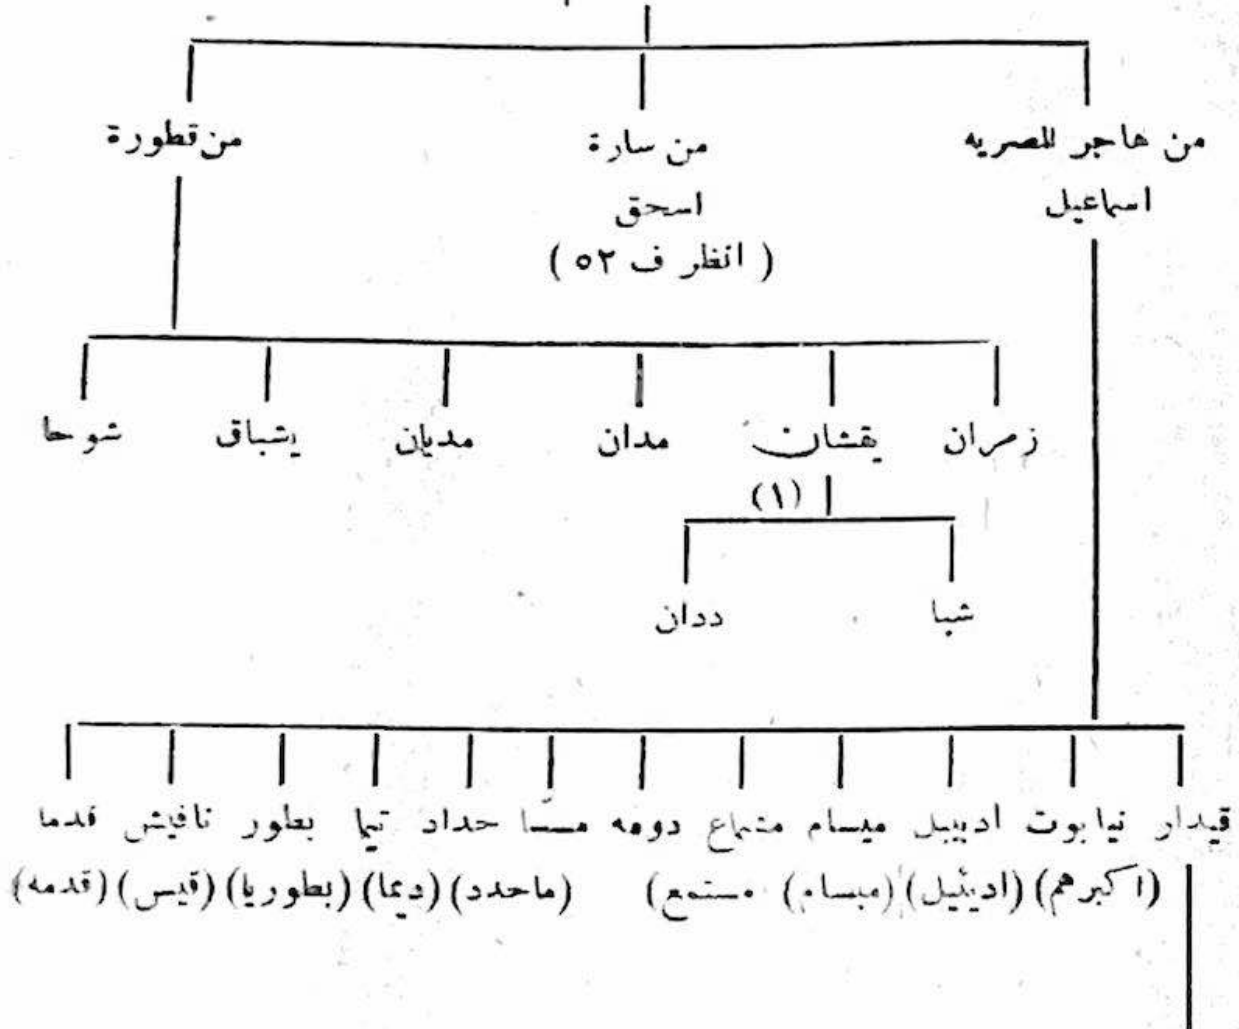 من هاجر المصريه من سارة من قطورة
اسماعيل اسحق
( انظر ف ٥٢ )
زمران يقشان مدان مديان يشباق شوحا
(١)
شبا ددان
قيدار نيابوت ادبيل ميسام مشماع دومه مسّا حداد تيما بطور نافيش قدما
(اكبرهم) (ادبئيل) (مبسام) مستمع) (ماحدد) (ديما) (بطوريا) (قيس) (قدمه)